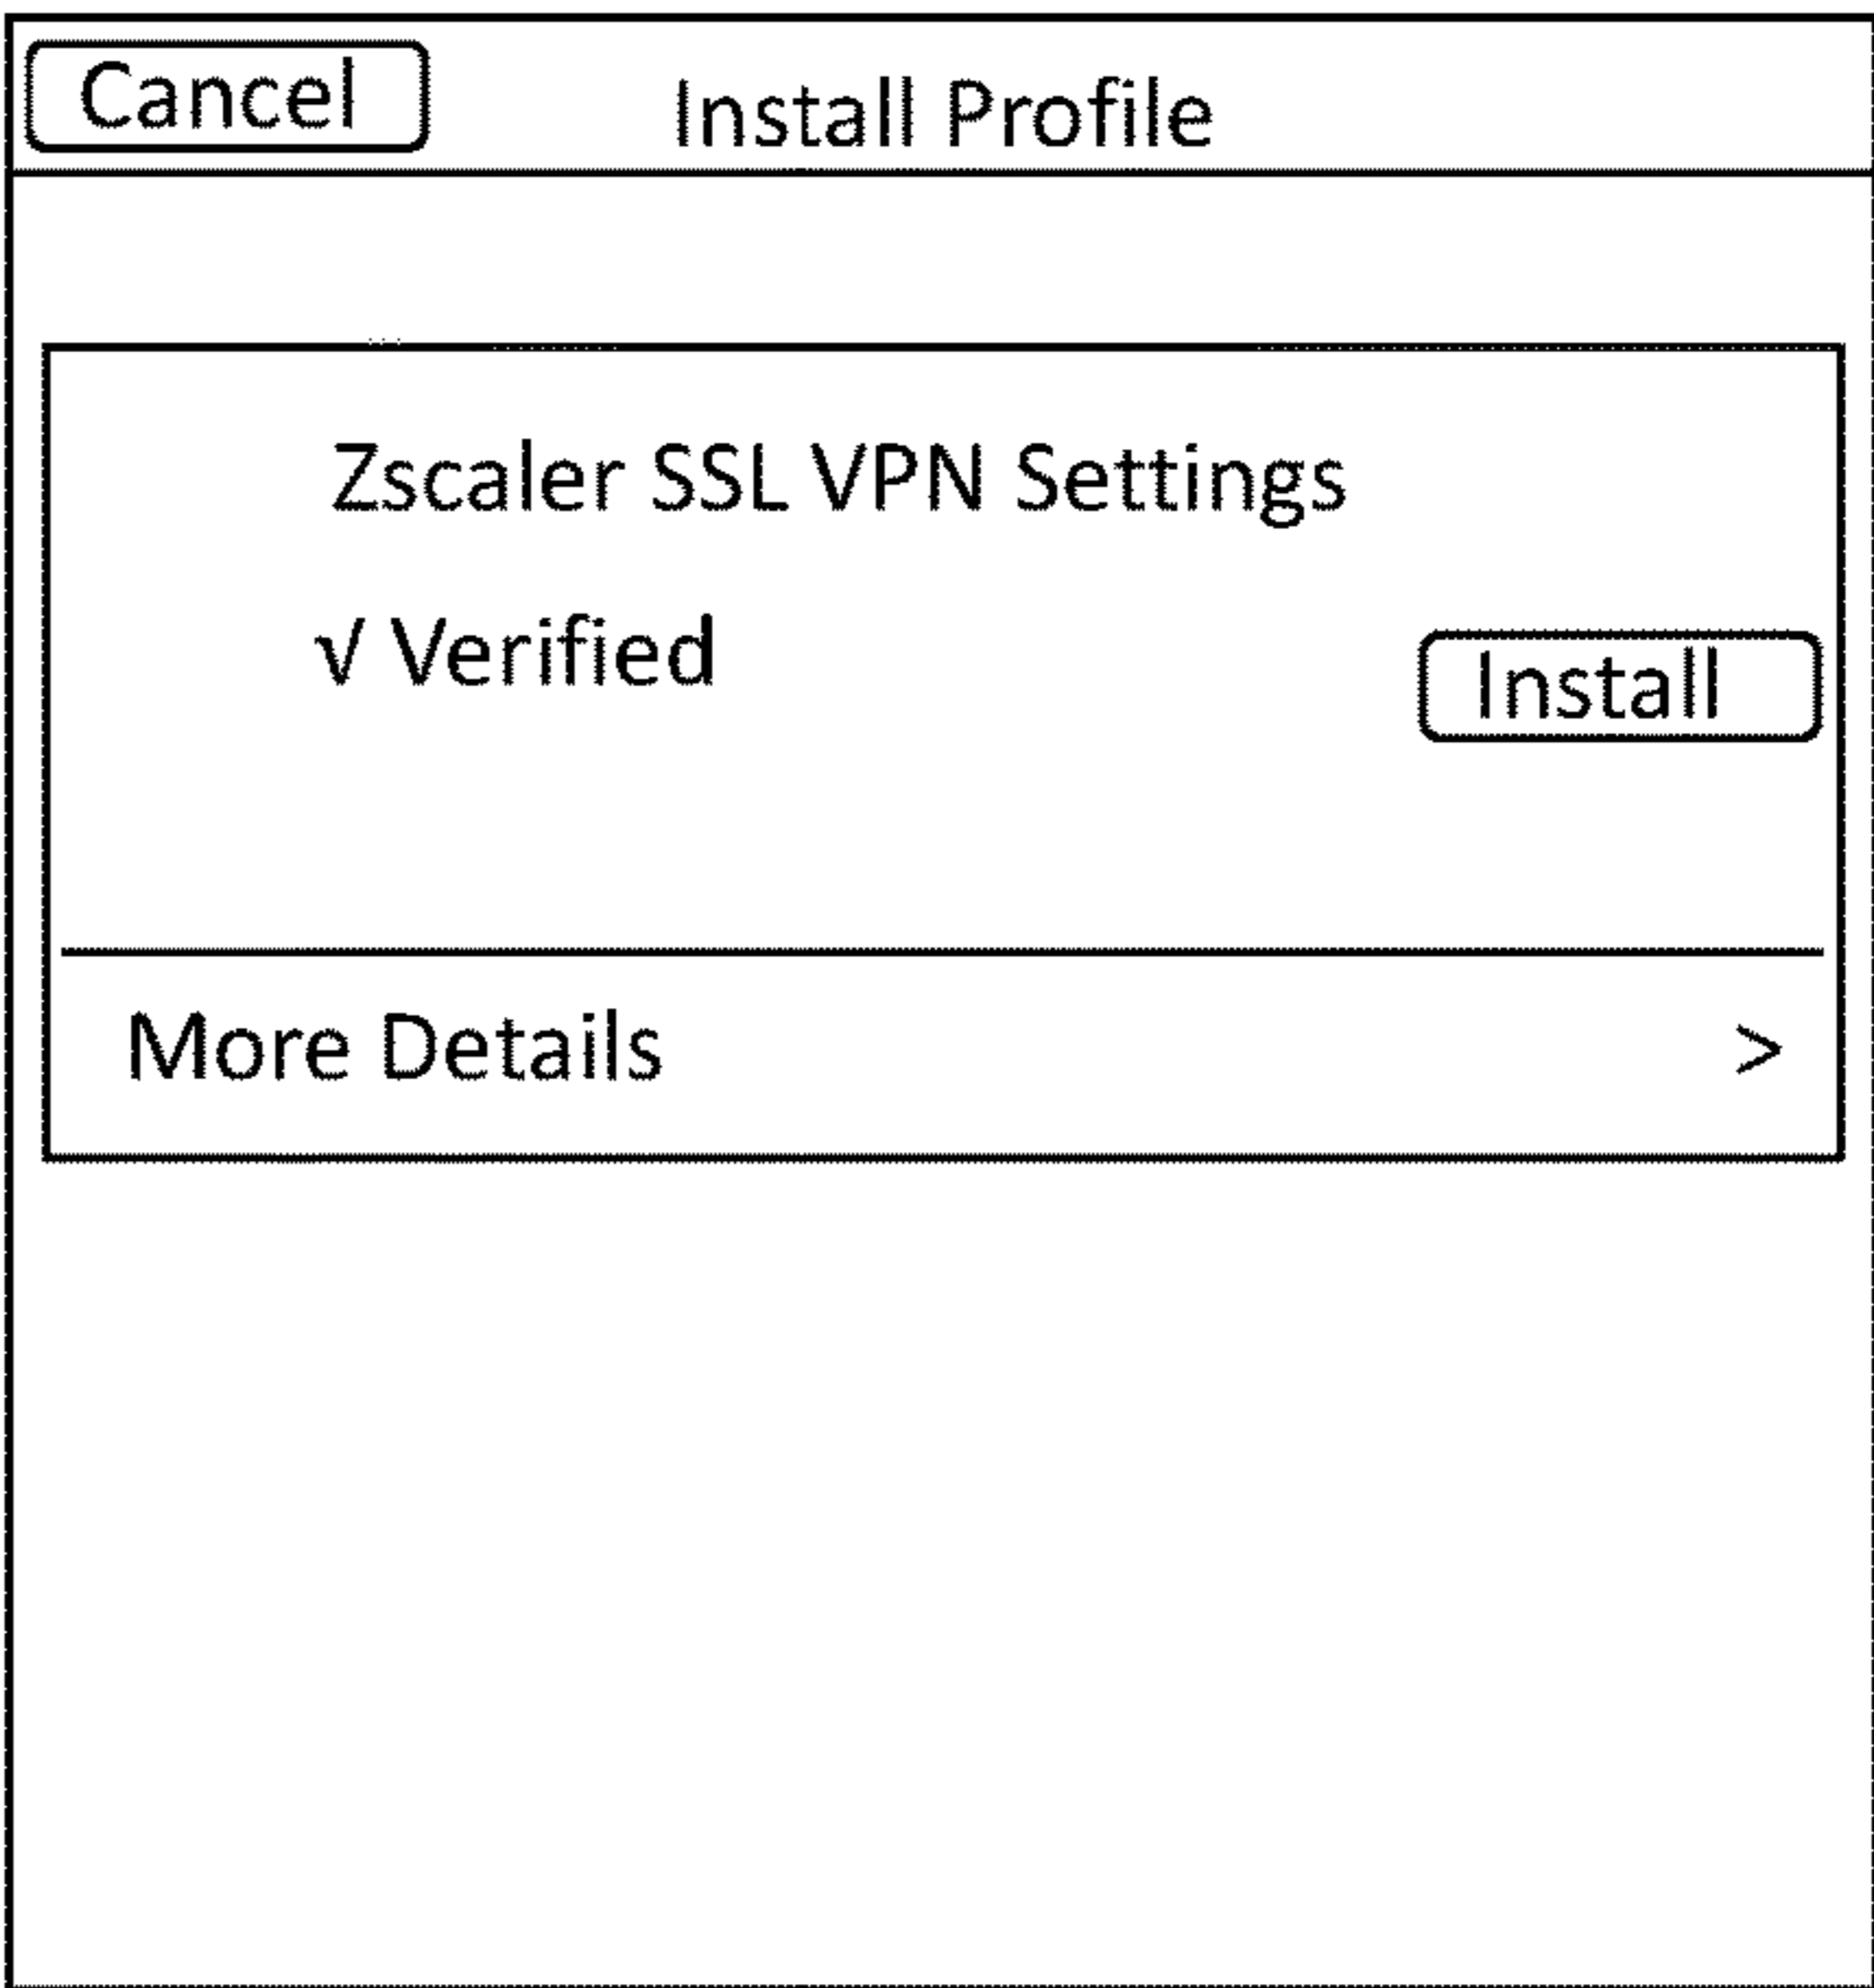 Cancel
Install Profile
Zscaler SSL VPN Settings
√ Verified
Install
More Details >